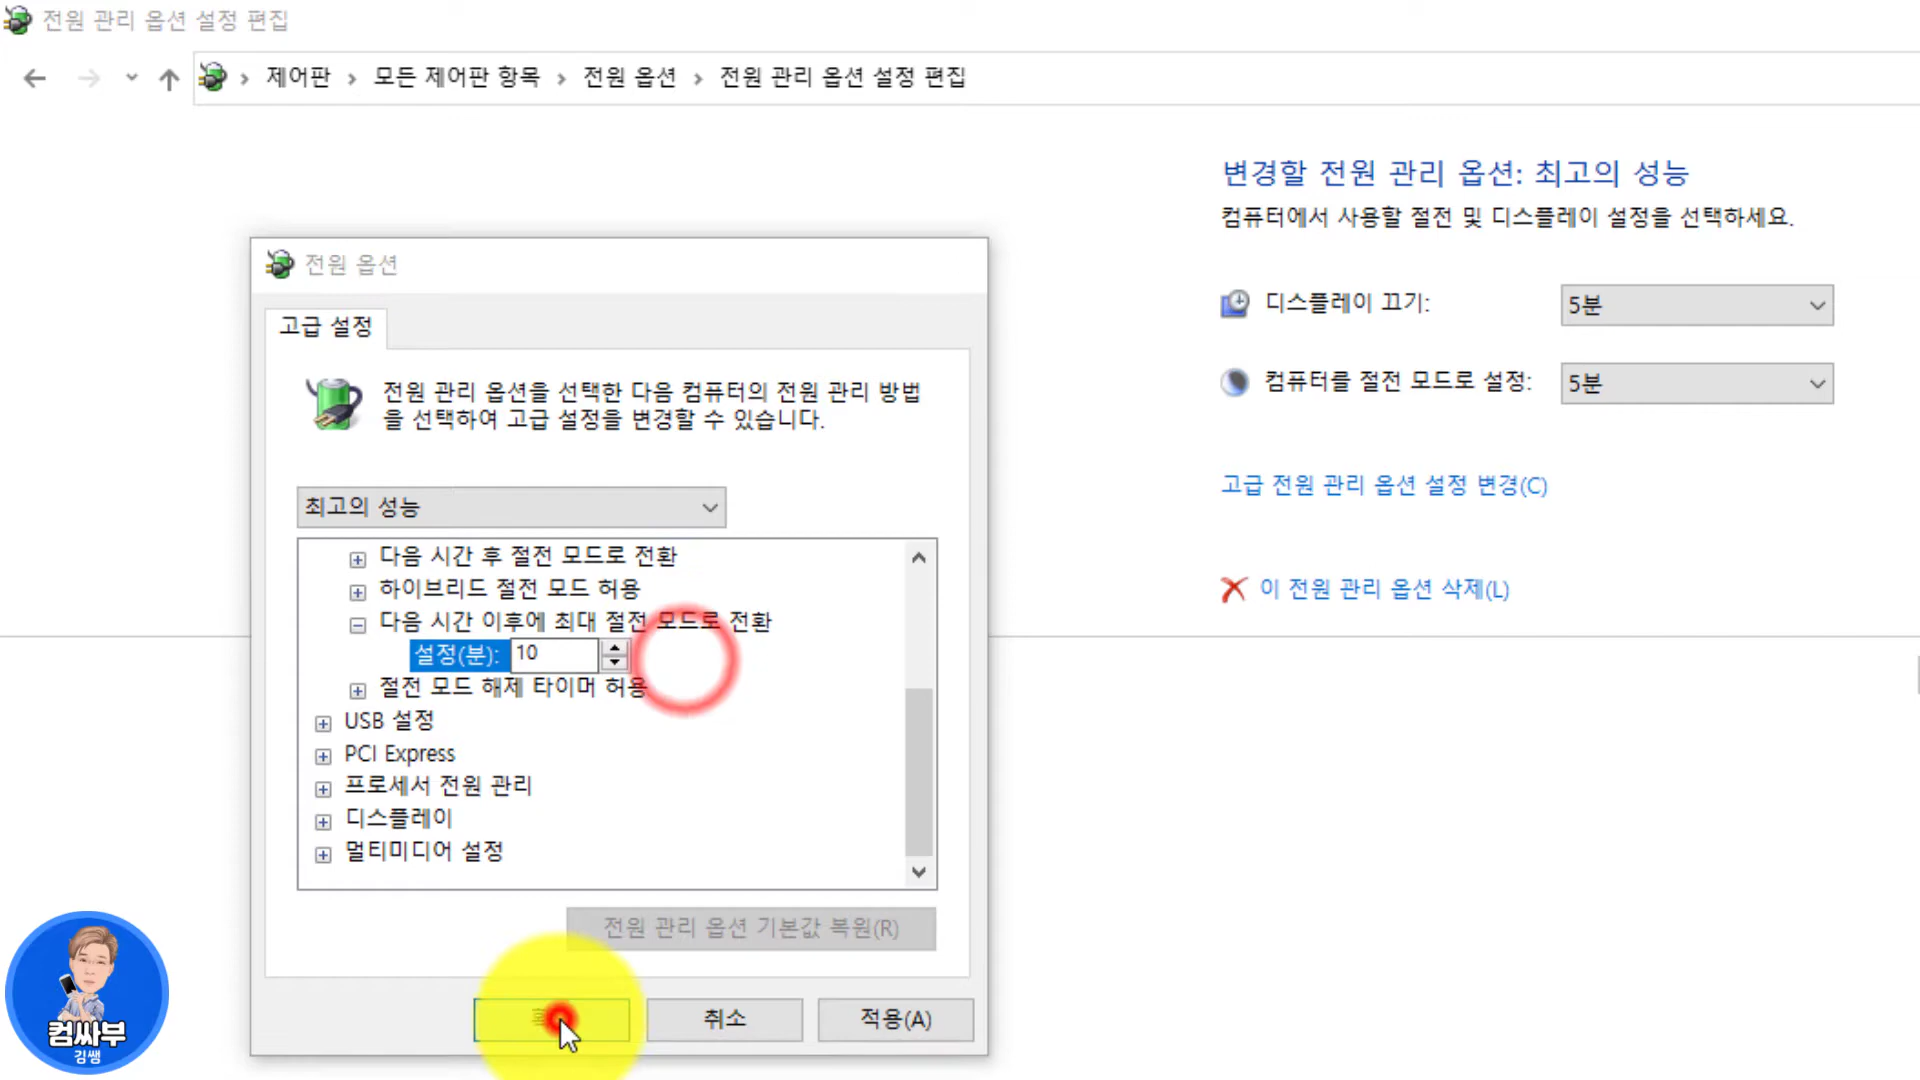 전원 관리 옵션 설정 편집
제어판 › 모든 제어판 항목 › 전원 옵션 › 전원 관리 옵션 설정 편집
변경할 전원 관리 옵션: 최고의 성능
컴퓨터에서 사용할 절전 및 디스플레이 설정을 선택하세요.
디스플레이 끄기: 5분
컴퓨터를 절전 모드로 설정: 5분
고급 전원 관리 옵션 설정 변경(C)
이 전원 관리 옵션 삭제(L)
전원 옵션
고급 설정
전원 관리 옵션을 선택한 다음 컴퓨터의 전원 관리 방법
을 선택하여 고급 설정을 변경할 수 있습니다.
최고의 성능
다음 시간 후 절전 모드로 전환
하이브리드 절전 모드 허용
다음 시간 이후에 최대 절전 모드로 전환
설정(분): 10
절전 모드 해제 타이머 허용
USB 설정
PCI Express
프로세서 전원 관리
디스플레이
멀티미디어 설정
전원 관리 옵션 기본값 복원(R)
취소 적용(A)
컴싸부
김쌩